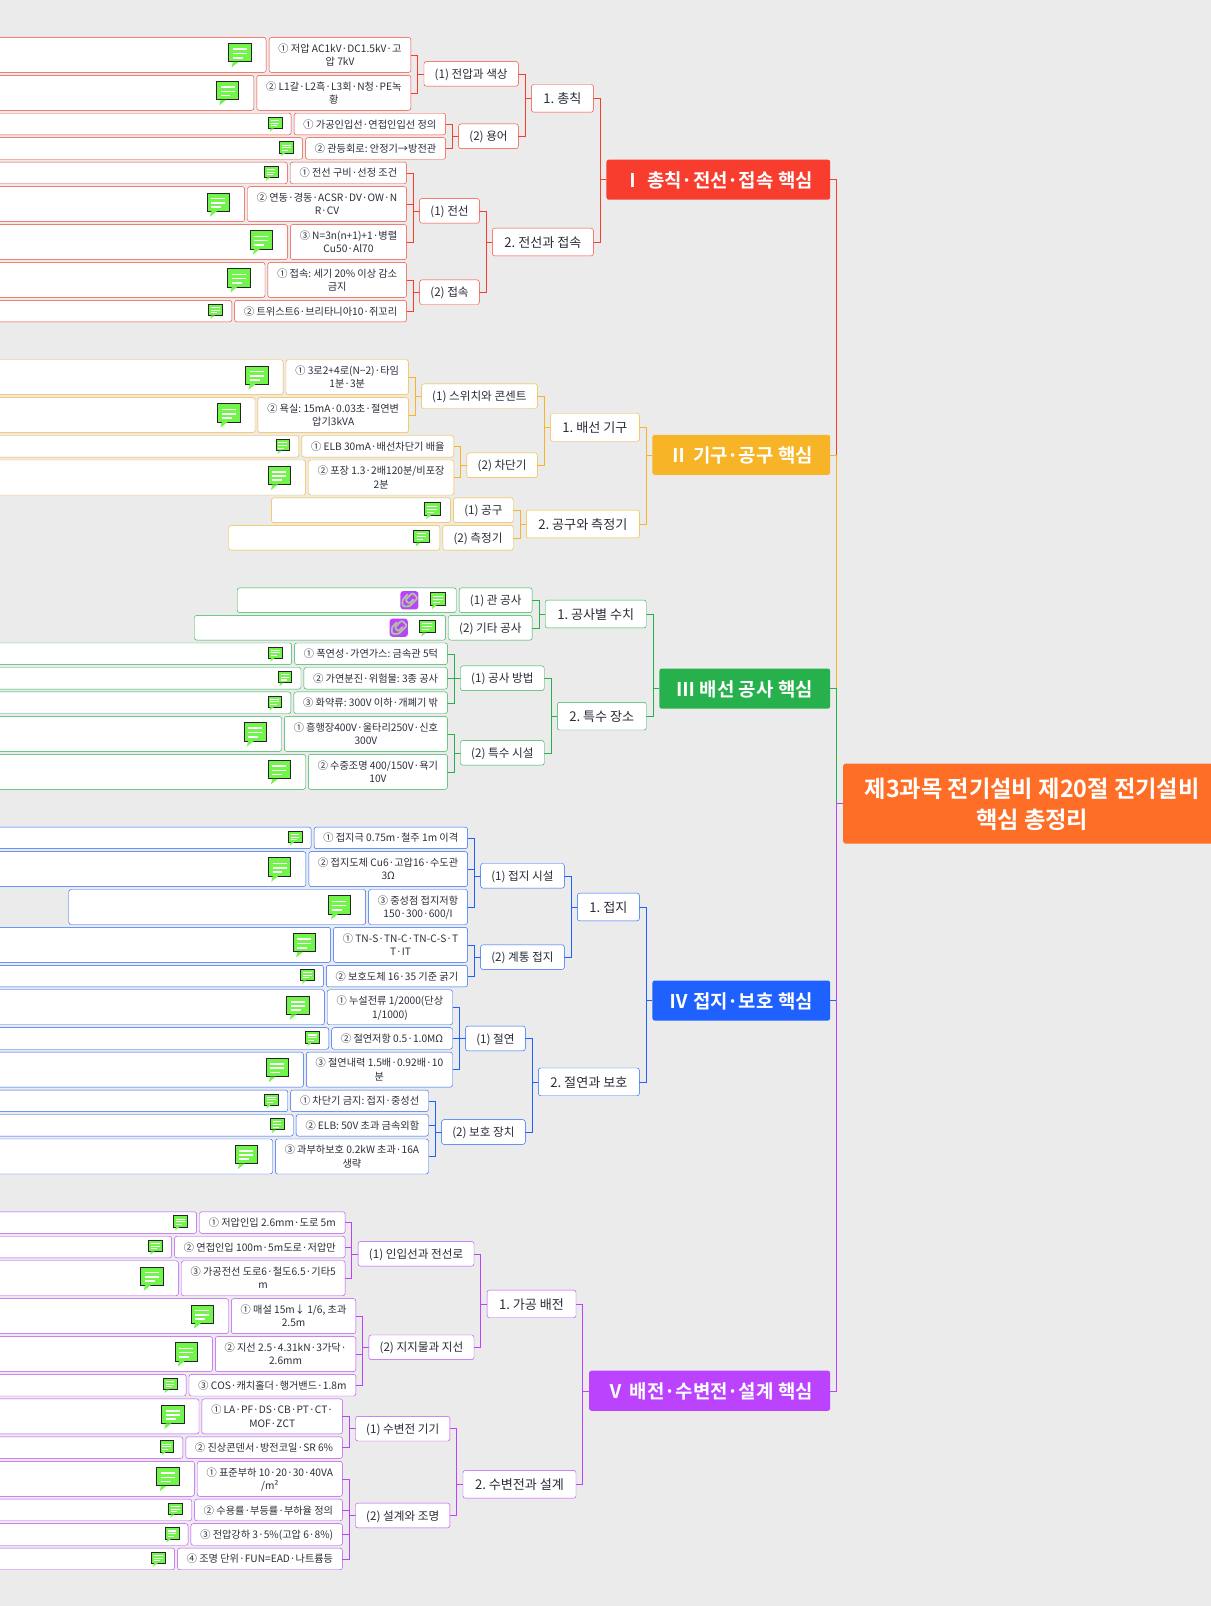 제3과목 전기설비 제20절 전기설비
핵심 총정리
Ⅰ 총칙·전선·접속 핵심
1. 총칙
(1) 전압과 색상
① 저압 AC1kV·DC1.5kV·고
압 7kV
② L1갈·L2흑·L3회·N청·PE녹
황
(2) 용어
① 가공인입선·연접인입선 정의
② 관등회로: 안정기→방전관
2. 전선과 접속
(1) 전선
① 전선 구비·선정 조건
② 연동·경동·ACSR·DV·OW·N
R·CV
③ N=3n(n+1)+1·병렬
Cu50·Al70
(2) 접속
① 접속: 세기 20% 이상 감소
금지
② 트위스트6·브리타니아10·쥐꼬리
Ⅱ 기구·공구 핵심
1. 배선 기구
(1) 스위치와 콘센트
① 3로2+4로(N−2)·타임
1분·3분
② 욕실: 15mA·0.03초·절연변
압기3kVA
(2) 차단기
① ELB 30mA·배선차단기 배율
② 포장 1.3·2배120분/비포장
2분
2. 공구와 측정기
(1) 공구
(2) 측정기
Ⅲ 배선 공사 핵심
1. 공사별 수치
(1) 관 공사
(2) 기타 공사
2. 특수 장소
(1) 공사 방법
① 폭연성·가연가스: 금속관 5턱
② 가연분진·위험물: 3종 공사
③ 화약류: 300V 이하·개폐기 밖
(2) 특수 시설
① 흥행장400V·울타리250V·신호
300V
② 수중조명 400/150V·욕기
10V
Ⅳ 접지·보호 핵심
1. 접지
(1) 접지 시설
① 접지극 0.75m·철주 1m 이격
② 접지도체 Cu6·고압16·수도관
3Ω
③ 중성점 접지저항
150·300·600/I
(2) 계통 접지
① TN-S·TN-C·TN-C-S·T
T·IT
② 보호도체 16·35 기준 굵기
2. 절연과 보호
(1) 절연
① 누설전류 1/2000(단상
1/1000)
② 절연저항 0.5·1.0MΩ
③ 절연내력 1.5배·0.92배·10
분
(2) 보호 장치
① 차단기 금지: 접지·중성선
② ELB: 50V 초과 금속외함
③ 과부하보호 0.2kW 초과·16A
생략
Ⅴ 배전·수변전·설계 핵심
1. 가공 배전
(1) 인입선과 전선로
① 저압인입 2.6mm·도로 5m
② 연접인입 100m·5m도로·저압만
③ 가공전선 도로6·철도6.5·기타5
m
(2) 지지물과 지선
① 매설 15m↓ 1/6, 초과
2.5m
② 지선 2.5·4.31kN·3가닥·
2.6mm
③ COS·캐치홀더·행거밴드·1.8m
2. 수변전과 설계
(1) 수변전 기기
① LA·PF·DS·CB·PT·CT·
MOF·ZCT
② 진상콘덴서·방전코일·SR 6%
(2) 설계와 조명
① 표준부하 10·20·30·40VA
/m²
② 수용률·부등률·부하율 정의
③ 전압강하 3·5%(고압 6·8%)
④ 조명 단위·FUN=EAD·나트륨등